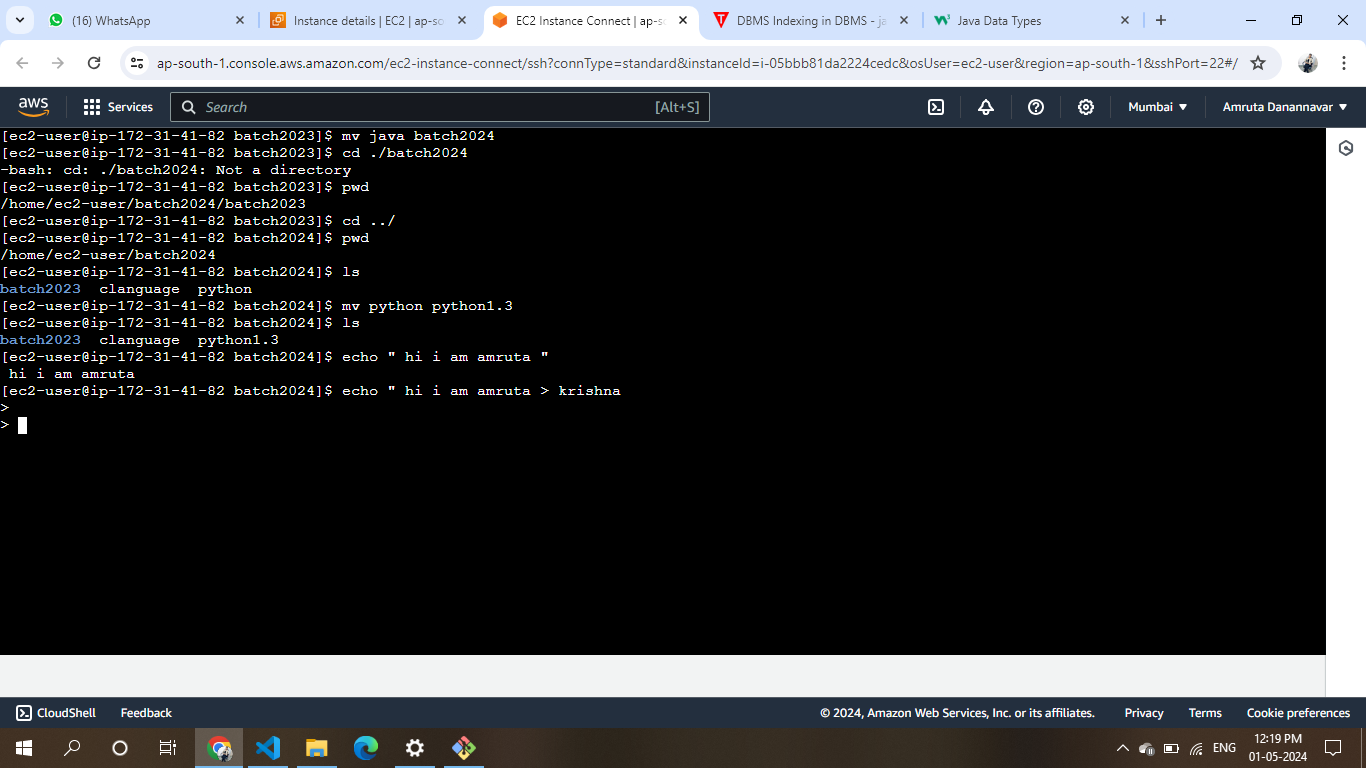 (16) WhatsApp
Instance details | EC2 | ap-so
EC2 Instance Connect | ap-so
DBMS Indexing in DBMS - ja
Java Data Types
ap-south-1.console.aws.amazon.com/ec2-instance-connect/ssh?connType=standard&instanceId=i-05bbb81da2224cedc&osUser=ec2-user&region=ap-south-1&sshPort=22#/
aws
Services
Search
[Alt+S]
Mumbai
Amruta Danannavar
[ec2-user@ip-172-31-41-82 batch2023]$ mv java batch2024
[ec2-user@ip-172-31-41-82 batch2023]$ cd ./batch2024
-bash: cd: ./batch2024: Not a directory
[ec2-user@ip-172-31-41-82 batch2023]$ pwd
/home/ec2-user/batch2024/batch2023
[ec2-user@ip-172-31-41-82 batch2023]$ cd ../
[ec2-user@ip-172-31-41-82 batch2024]$ pwd
/home/ec2-user/batch2024
[ec2-user@ip-172-31-41-82 batch2024]$ ls
batch2023  clanguage  python
[ec2-user@ip-172-31-41-82 batch2024]$ mv python python1.3
[ec2-user@ip-172-31-41-82 batch2024]$ ls
batch2023  clanguage  python1.3
[ec2-user@ip-172-31-41-82 batch2024]$ echo " hi i am amruta "
 hi i am amruta
[ec2-user@ip-172-31-41-82 batch2024]$ echo " hi i am amruta > krishna
>
>
CloudShell
Feedback
© 2024, Amazon Web Services, Inc. or its affiliates.
Privacy
Terms
Cookie preferences
ENG
12:19 PM
01-05-2024